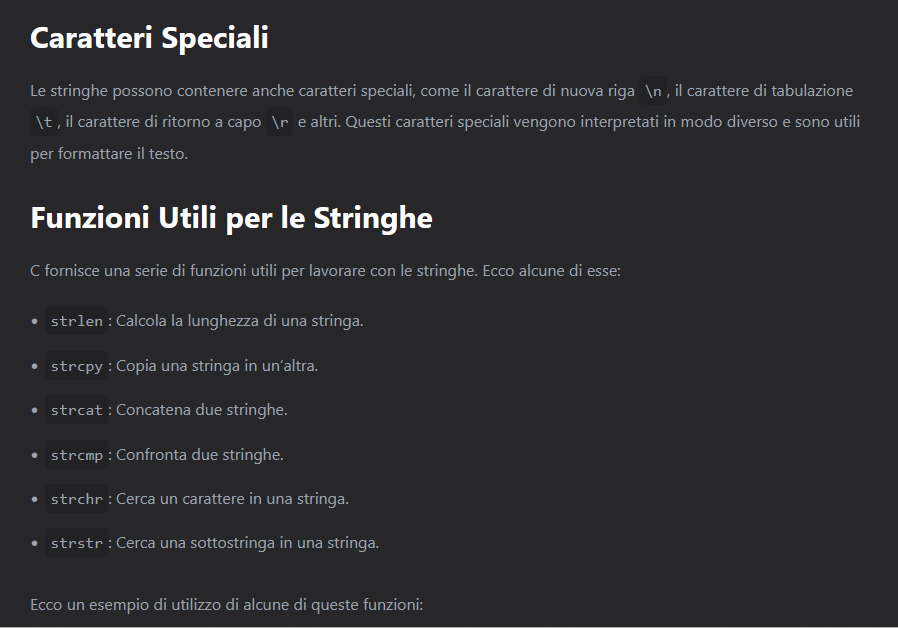 Caratteri Speciali
Le stringhe possono contenere anche caratteri speciali, come il carattere di nuova riga \n, il carattere di tabulazione
\t, il carattere di ritorno a capo \r e altri. Questi caratteri speciali vengono interpretati in modo diverso e sono utili
per formattare il testo.
Funzioni Utili per le Stringhe
C fornisce una serie di funzioni utili per lavorare con le stringhe. Ecco alcune di esse:
• strlen: Calcola la lunghezza di una stringa.
• strcpy: Copia una stringa in un’altra.
• strcat: Concatena due stringhe.
• strcmp: Confronta due stringhe.
• strchr: Cerca un carattere in una stringa.
• strstr: Cerca una sottostringa in una stringa.
Ecco un esempio di utilizzo di alcune di queste funzioni: